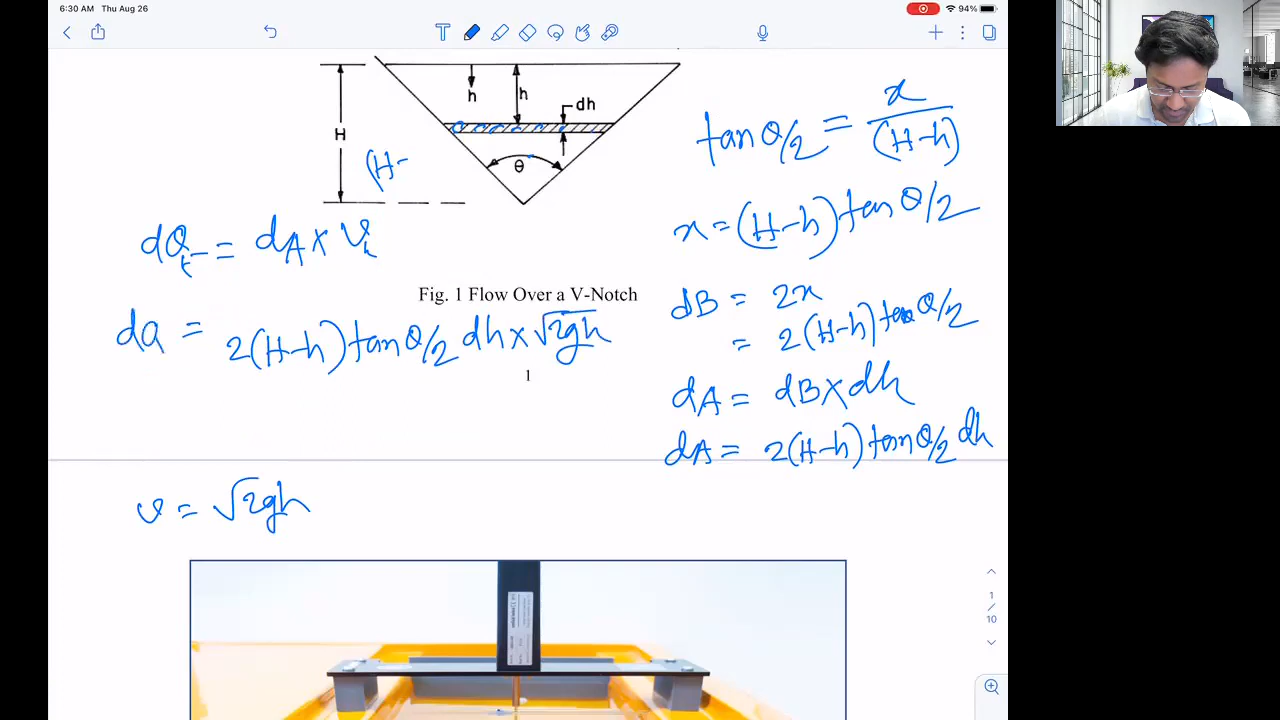 6:30 AM Thu Aug 26
94%
H
h
h
dh
θ
(H-
tan θ/2 = x/(H-h)
x = (H-h) tan θ/2
dQt = dA x vh
Fig. 1 Flow Over a V-Notch
dB = 2x
= 2(H-h) tan θ/2
dQ = 2(H-h) tan θ/2 dh x √2gh
1
dA = dB x dh
dA = 2(H-h) tan θ/2 dh
v = √2gh
1
/
10